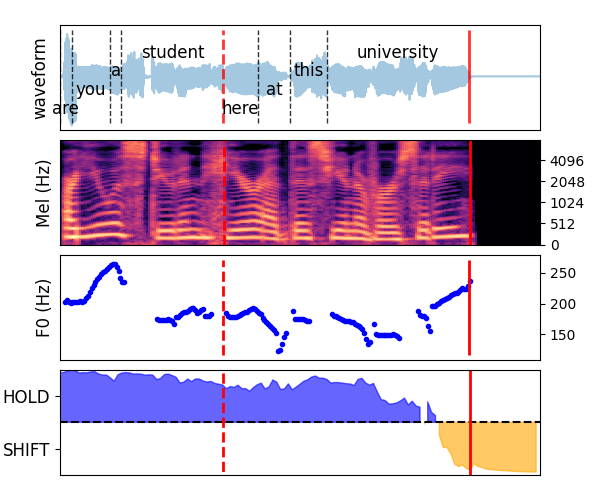 waveform
student
university
a
this
you
at
are
here
Mel (Hz)
4096
2048
1024
512
0
F0 (Hz)
250
200
150
HOLD
SHIFT